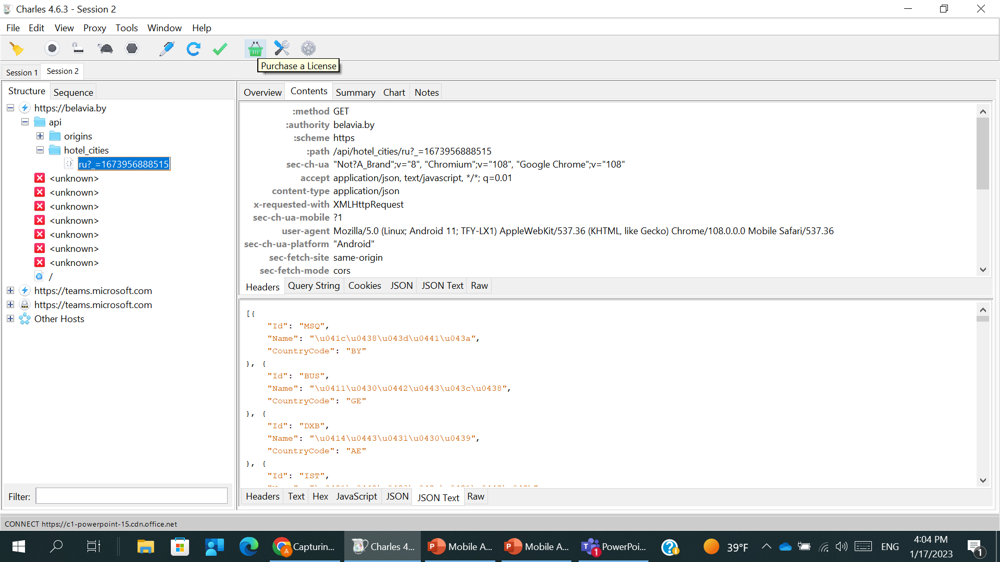 Charles 4.6.3 - Session 2
File Edit View Proxy Tools Window Help
Purchase a License
Session 1 Session 2
Structure Sequence
https://belavia.by
api
origins
hotel_cities
ru?_=1673956888515
<unknown>
<unknown>
<unknown>
<unknown>
<unknown>
<unknown>
<unknown>
/
https://teams.microsoft.com
https://teams.microsoft.com
Other Hosts
Filter:
Overview Contents Summary Chart Notes
:method GET
:authority belavia.by
:scheme https
:path /api/hotel_cities/ru?_=1673956888515
sec-ch-ua "Not?A_Brand";v="8", "Chromium";v="108", "Google Chrome";v="108"
accept application/json, text/javascript, */*; q=0.01
content-type application/json
x-requested-with XMLHttpRequest
sec-ch-ua-mobile ?1
user-agent Mozilla/5.0 (Linux; Android 11; TFY-LX1) AppleWebKit/537.36 (KHTML, like Gecko) Chrome/108.0.0.0 Mobile Safari/537.36
sec-ch-ua-platform "Android"
sec-fetch-site same-origin
sec-fetch-mode cors
Headers Query String Cookies JSON JSON Text Raw
[{
"Id": "MSQ",
"Name": "\u041c\u0438\u043d\u0441\u043a",
"CountryCode": "BY"
}, {
"Id": "BUS",
"Name": "\u0411\u0430\u0442\u0443\u043c\u0438",
"CountryCode": "GE"
}, {
"Id": "DXB",
"Name": "\u0414\u0443\u0431\u0430\u0439",
"CountryCode": "AE"
}, {
"Id": "IST",
Headers Text Hex JavaScript JSON JSON Text Raw
CONNECT https://c1-powerpoint-15.cdn.office.net
Capturin... Charles 4... Mobile A... Mobile A... 1 PowerPoi... 39°F ENG 4:04 PM
1/17/2023 1